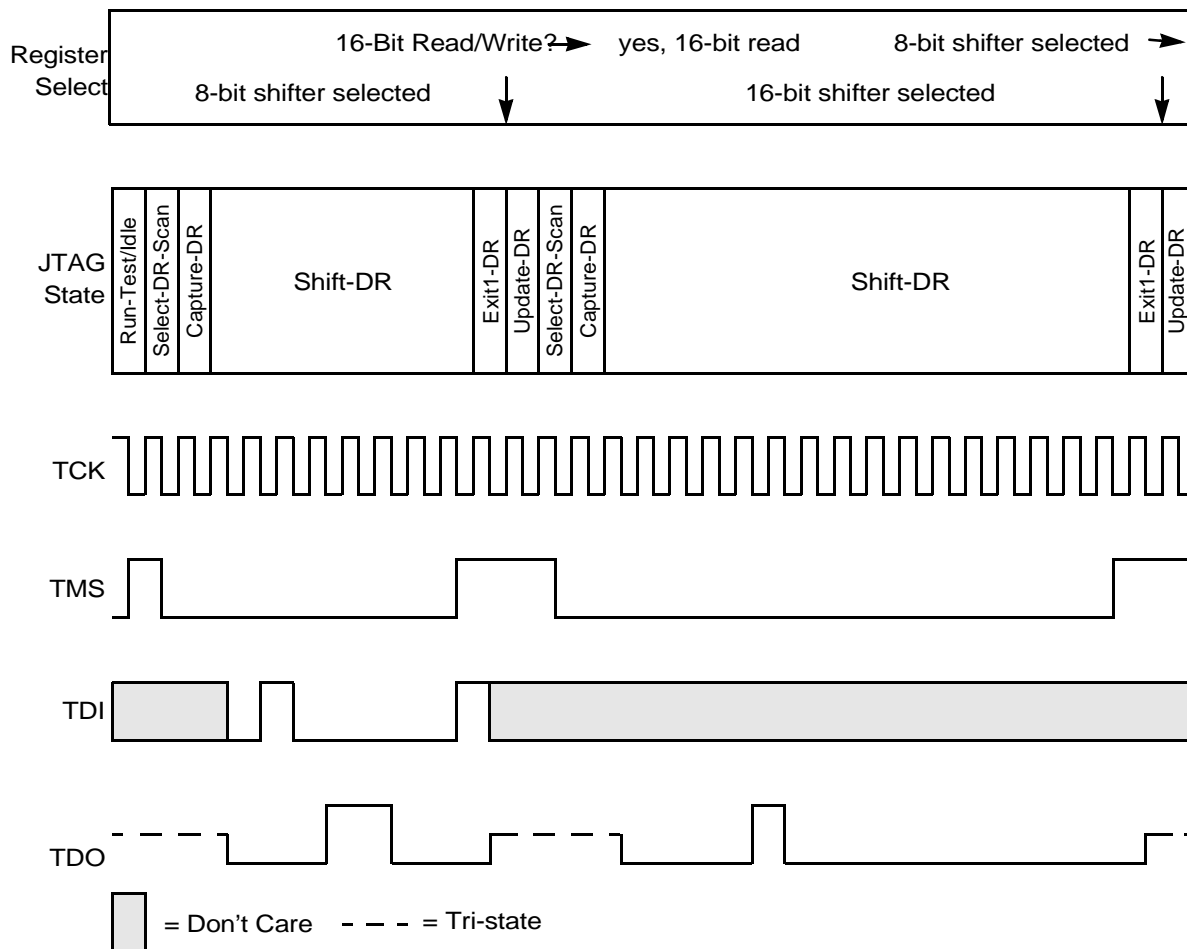 Register
Select
16-Bit Read/Write?
yes, 16-bit read
8-bit shifter selected
8-bit shifter selected
16-bit shifter selected
JTAG
State
Run-Test/Idle
Select-DR-Scan
Capture-DR
Shift-DR
Exit1-DR
Update-DR
Select-DR-Scan
Capture-DR
Shift-DR
Exit1-DR
Update-DR
TCK
TMS
TDI
TDO
= Don't Care
= Tri-state